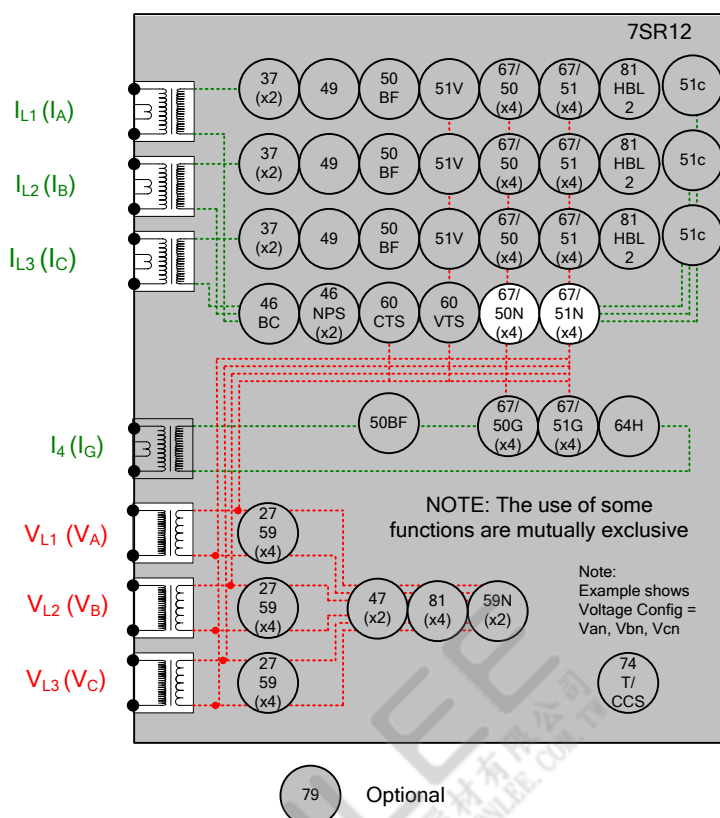 7SR12
37 (x2) 49 50 BF 51V 67/ 50 (x4) 67/ 51 (x4) 81 HBL 2 51c
IL1 (IA)
37 (x2) 49 50 BF 51V 67/ 50 (x4) 67/ 51 (x4) 81 HBL 2 51c
IL2 (IB)
37 (x2) 49 50 BF 51V 67/ 50 (x4) 67/ 51 (x4) 81 HBL 2 51c
IL3 (IC)
46 BC 46 NPS (x2) 60 CTS 60 VTS 67/ 50N (x4) 67/ 51N (x4)
I4 (IG)
50BF 67/ 50G (x4) 67/ 51G (x4) 64H
NOTE: The use of some
functions are mutually exclusive
VL1 (VA)
27 59 (x4)
VL2 (VB)
27 59 (x4)
47 (x2) 81 (x4) 59N (x2)
Note:
Example shows
Voltage Config =
Van, Vbn, Vcn
VL3 (VC)
27 59 (x4)
74 T/ CCS
79 Optional